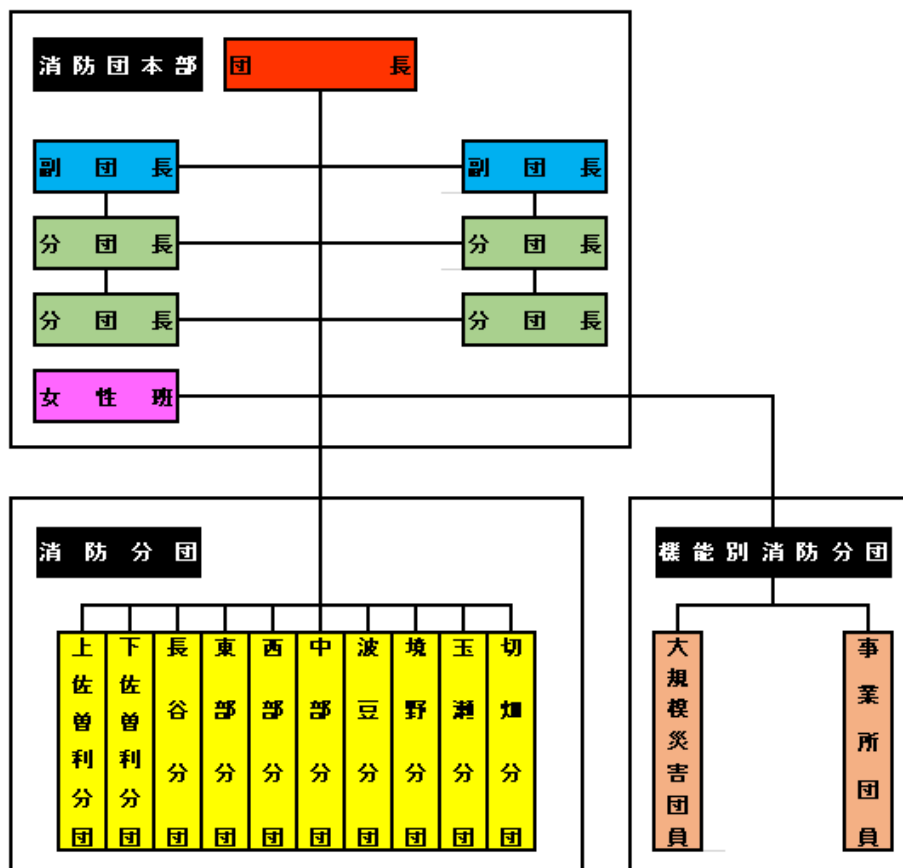 消防団本部
団長
副団長
副団長
分団長
分団長
分団長
分団長
女性班
消防分団
機能別消防分団
上佐曽利分団
下佐曽利分団
長谷分団
東部分団
西部分団
中部分団
波豆分団
境野分団
玉瀬分団
切畑分団
大規模災害団員
事業所団員